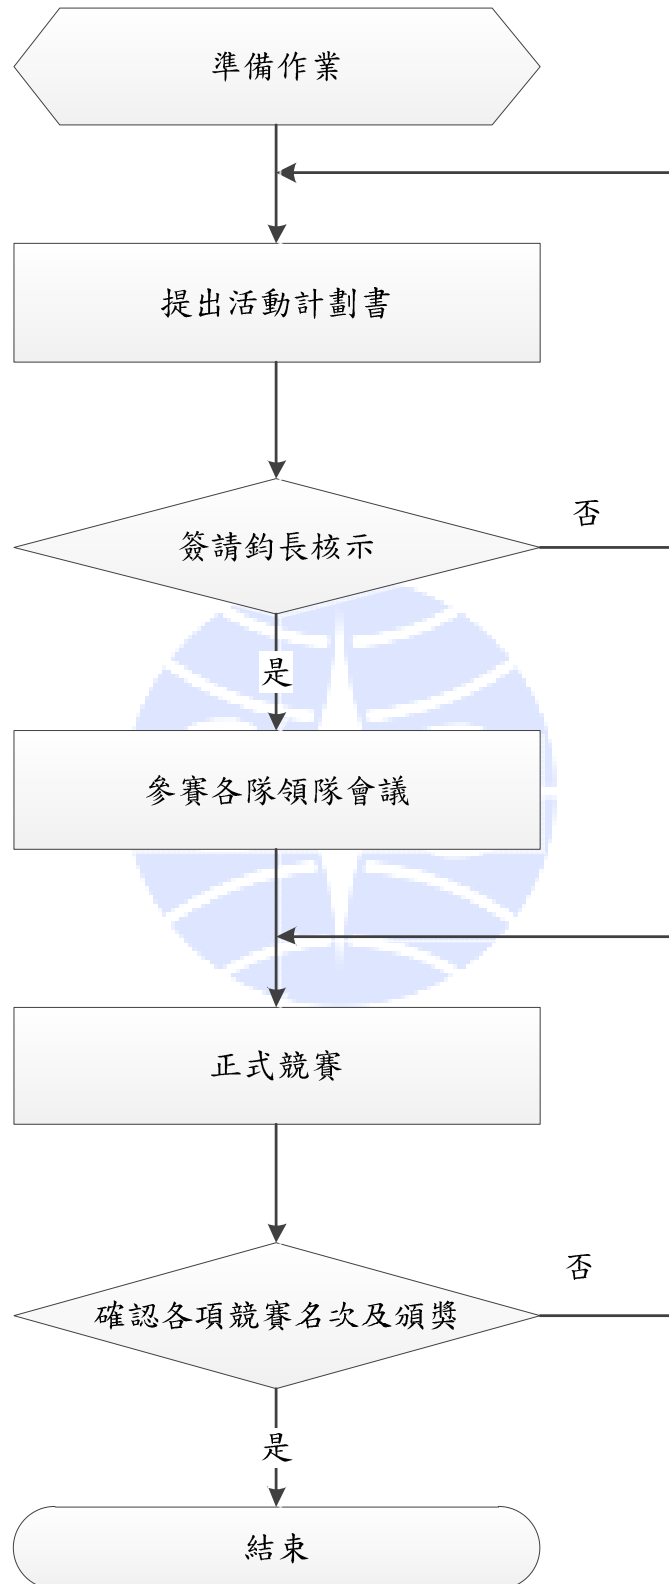 準備作業
提出活動計劃書
簽請鈞長核示
否
是
參賽各隊領隊會議
正式競賽
確認各項競賽名次及頒獎
否
是
結束